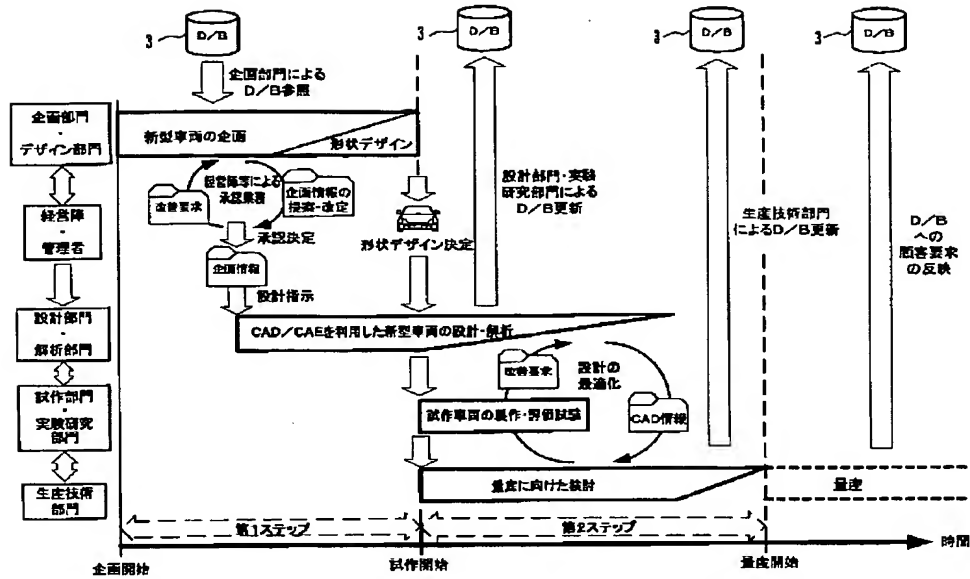 3
D/B
3
D/B
3
D/B
3
D/B
企画部門による
D/B参照
企画部門
・
デザイン部門
新型車両の企画
形状デザイン
経営陣等による
承認業務
改善要求
企画情報の
提案・改定
設計部門・実験
研究部門による
D/B更新
生産技術部門
によるD/B更新
D/B
への
顧客要求
の反映
経営陣
・
管理者
承認決定
形状デザイン決定
企画情報
設計指示
設計部門
・
解析部門
CAD/CAEを利用した新型車両の設計・解析
改善要求
設計の
最適化
試作部門
・
実験研究
部門
試作車両の製作・評価試験
CAD情報
生産技術
部門
量産に向けた検討
量産
第1ステップ
第2ステップ
時間
企画開始
試作開始
量産開始